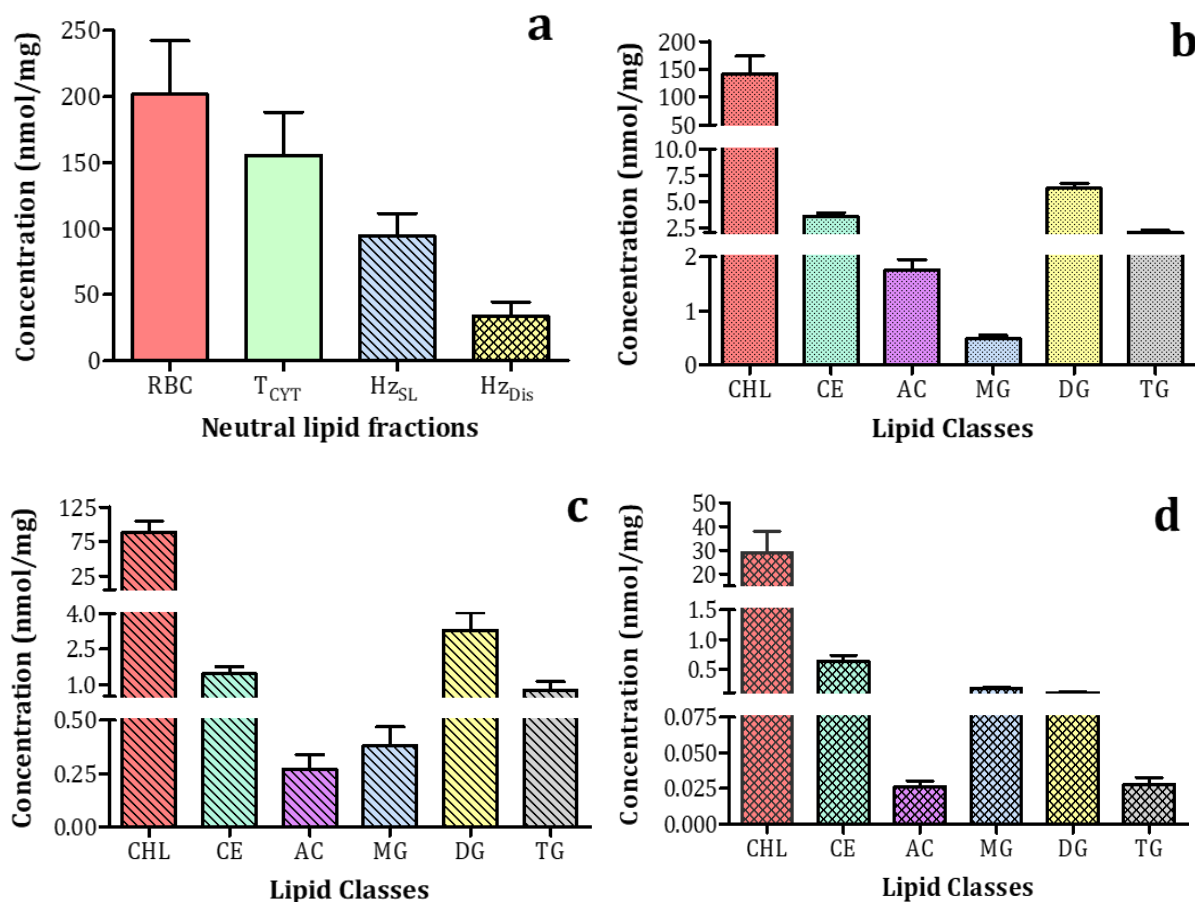 a
Concentration (nmol/mg)
250
200
150
100
50
0
RBC T_CYT Hz_SL Hz_Dis
Neutral lipid fractions
b
Concentration (nmol/mg)
200
150
100
50
10.0
7.5
5.0
2.5
2
1
0
CHL CE AC MG DG TG
Lipid Classes
c
Concentration (nmol/mg)
125
75
25
4.0
2.5
1.0
0.50
0.25
0.00
CHL CE AC MG DG TG
Lipid Classes
d
Concentration (nmol/mg)
50
40
30
20
1.5
1.0
0.5
0.075
0.050
0.025
0.000
CHL CE AC MG DG TG
Lipid Classes